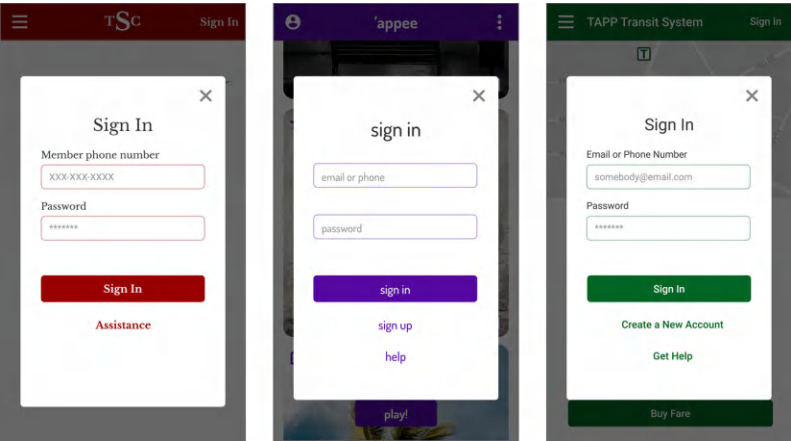 TSC
Sign In
Sign In
Member phone number
XXX-XXX-XXXX
Password
*******
Sign In
Assistance
'appee
sign in
email or phone
password
sign in
sign up
help
play!
TAPP Transit System
Sign In
T
Sign In
Email or Phone Number
somebody@email.com
Password
*******
Sign In
Create a New Account
Get Help
Buy Fare